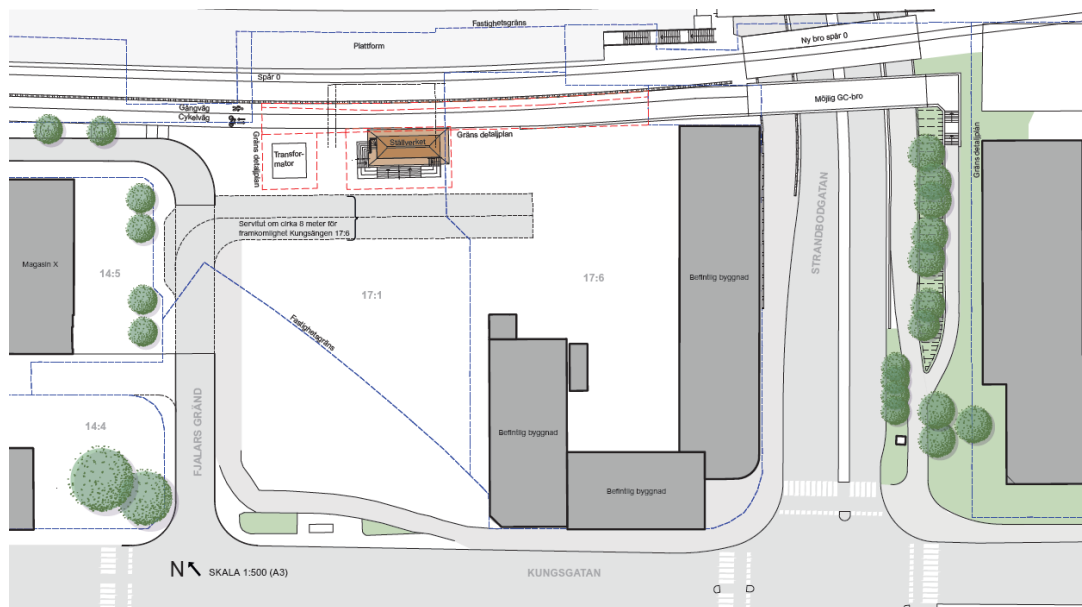 Fastighetsgräns
Plattform
Ny bro spår 0
Spår 0
Möjlig GC-bro
Gångväg
Cykelväg
Ställverket
Gräns detaljplan
Gräns detaljplan
Transfor-
mator
Gräns detaljplan
Servitut om cirka 8 meter för
framkomlighet Kungsängen 17:6
Magasin X
14:5
17:1
17:6
Befintlig byggnad
STRANDBODGATAN
Fastighetsgräns
FJALARS GRÄND
14:4
Befintlig byggnad
Befintlig byggnad
N SKALA 1:500 (A3)
KUNGSGATAN